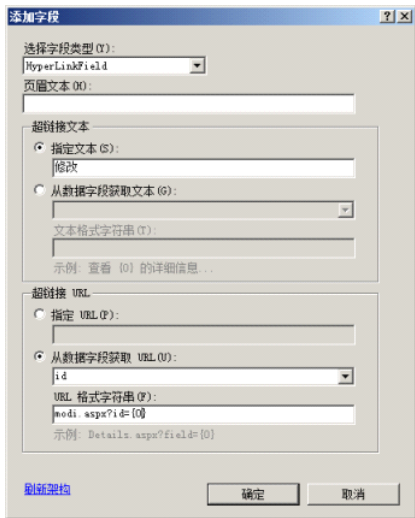 添加字段
选择字段类型(Y):
HyperLinkField
页眉文本(H):
超链接文本
指定文本(S):
修改
从数据字段获取文本(G):
文本格式字符串(T):
示例: 查看 {0} 的详细信息...
超链接 URL
指定 URL(P):
从数据字段获取 URL(U):
id
URL 格式字符串(F):
modi.aspx?id={0}
示例: Details.aspx?field={0}
刷新架构
确定
取消